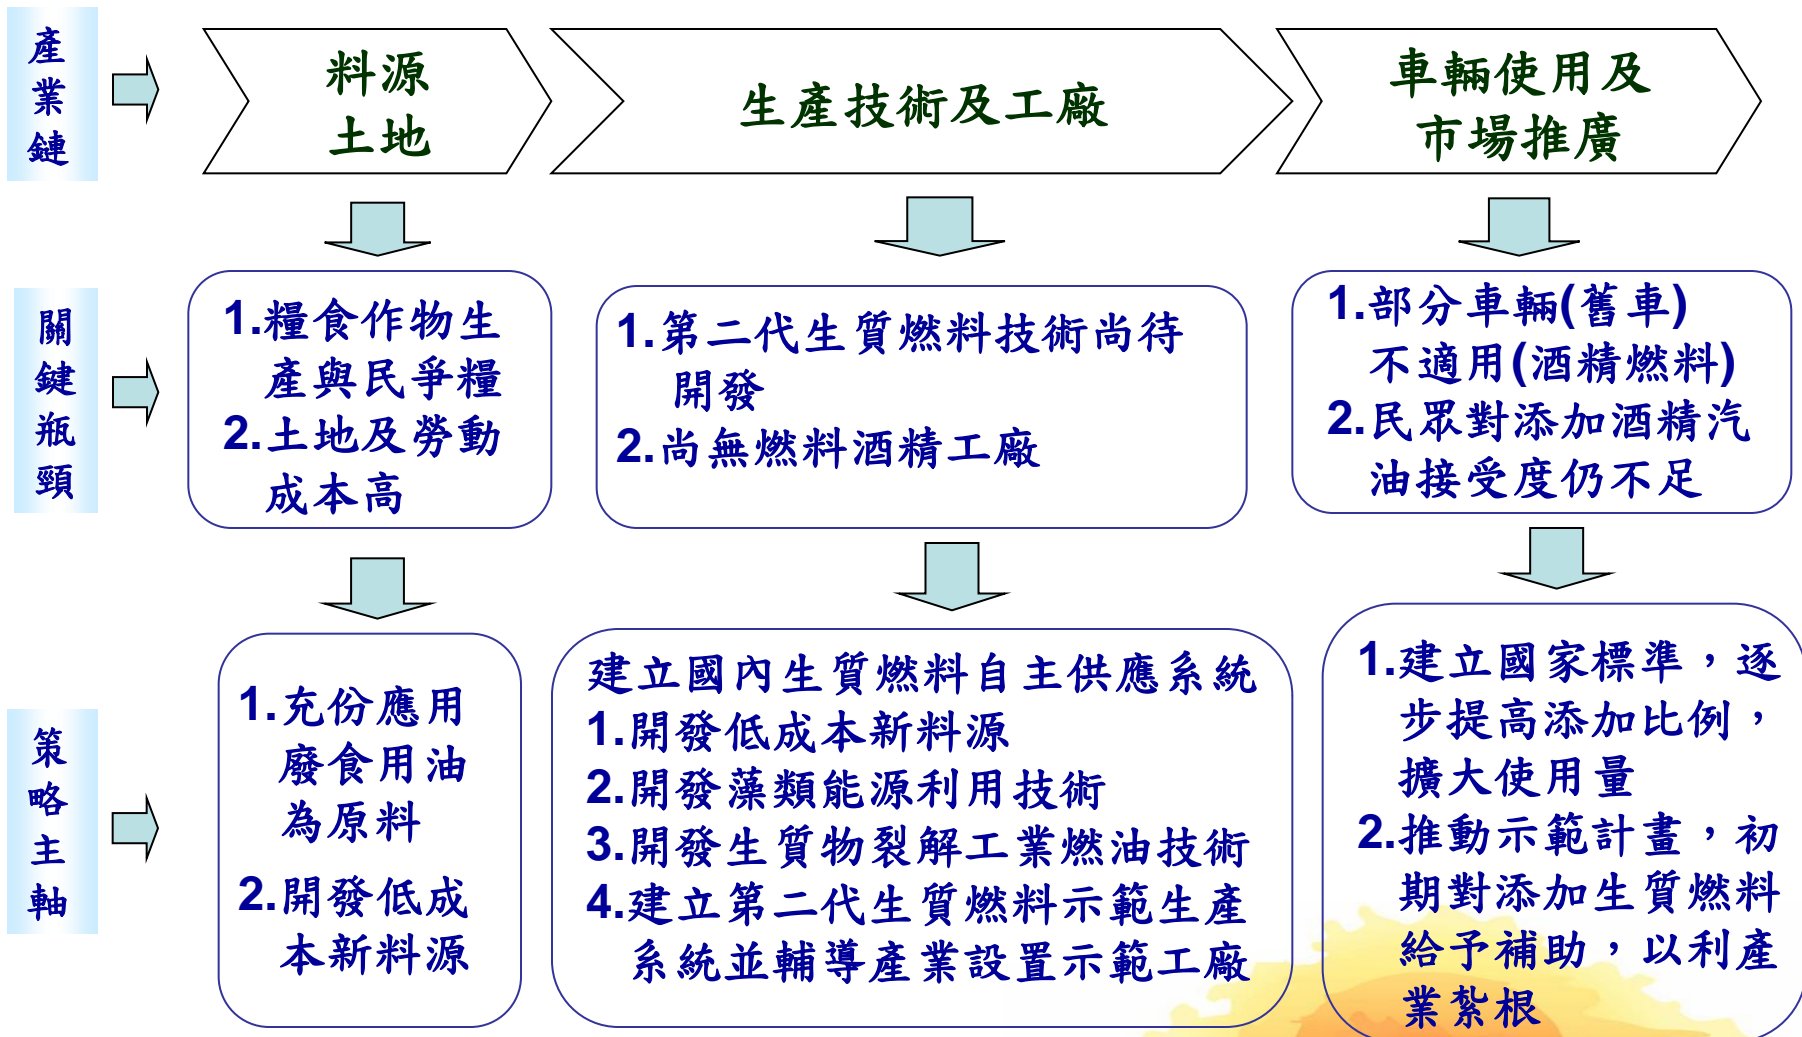 產業鏈
料源
土地
生產技術及工廠
車輛使用及
市場推廣
關鍵瓶頸
1.糧食作物生
產與民爭糧
2.土地及勞動
成本高
1.第二代生質燃料技術尚待
開發
2.尚無燃料酒精工廠
1.部分車輛(舊車)
不適用(酒精燃料)
2.民眾對添加酒精汽
油接受度仍不足
策略主軸
1.充份應用
廢食用油
為原料
2.開發低成
本新料源
建立國內生質燃料自主供應系統
1.開發低成本新料源
2.開發藻類能源利用技術
3.開發生質物裂解工業燃油技術
4.建立第二代生質燃料示範生產
系統並輔導產業設置示範工廠
1.建立國家標準，逐
步提高添加比例，
擴大使用量
2.推動示範計畫，初
期對添加生質燃料
給予補助，以利產
業紮根